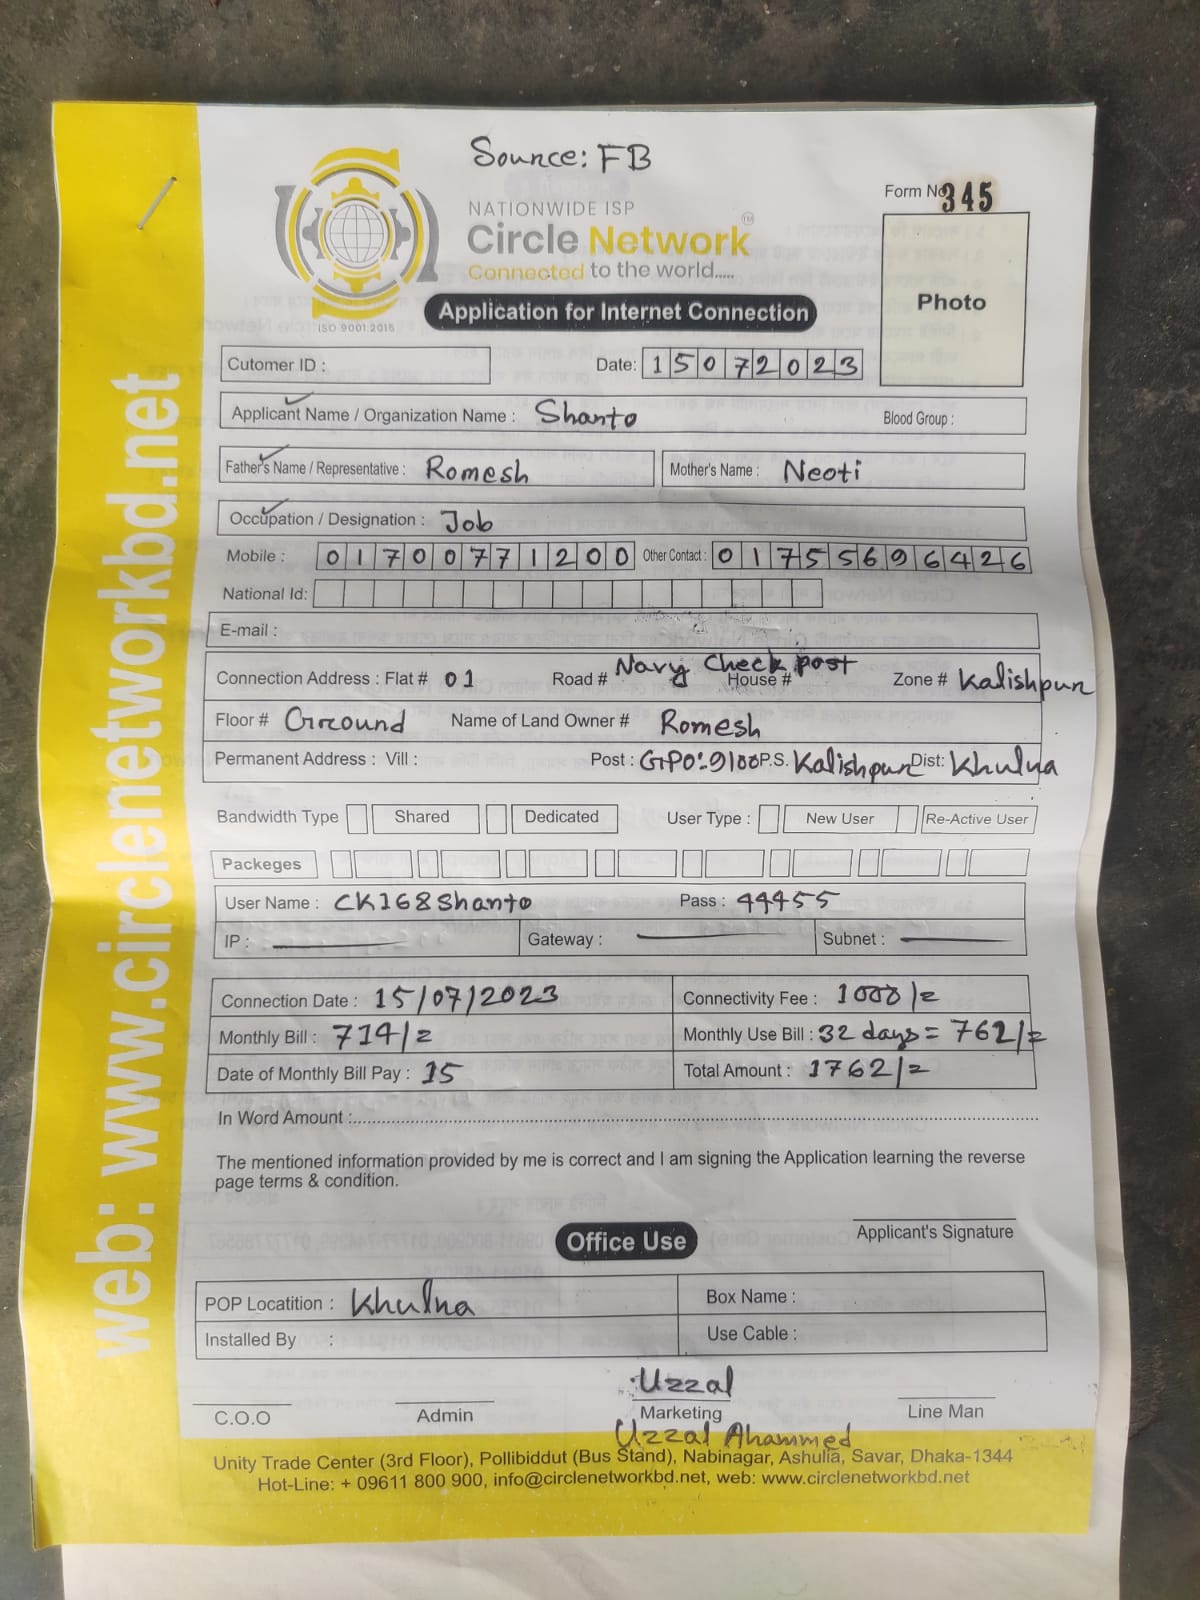 Source: FB
Form No 345
NATIONWIDE ISP
Circle Network TM
Connected to the world.....
ISO 9001:2015
Application for Internet Connection
Photo
Cutomer ID :
Date: 15072023
Applicant Name / Organization Name : Shanto
Blood Group :
Father's Name / Representative : Romesh
Mother's Name : Neoti
Occupation / Designation : Job
Mobile : 01700771200 Other Contact : 01755696426
National Id:
E-mail :
Connection Address : Flat # 01 Road # Navy Check post House # Zone # Kalishpur
Floor # Ground Name of Land Owner # Romesh
Permanent Address : Vill : Post : GPO:9100 P.S. Kalishpur Dist: Khulna
Bandwidth Type Shared Dedicated User Type : New User Re-Active User
Packeges
User Name : CK168Shanto Pass : 44455
IP : Gateway : Subnet :
Connection Date : 15/07/2023 Connectivity Fee : 1000/=
Monthly Bill : 714/= Monthly Use Bill : 32 days = 762/=
Date of Monthly Bill Pay : 15 Total Amount : 1762/=
In Word Amount :
The mentioned information provided by me is correct and I am signing the Application learning the reverse
page terms & condition.
Applicant's Signature
Office Use
POP Locatition : Khulna Box Name :
Installed By : Use Cable :
Uzzal
C.O.O Admin Marketing Line Man
Uzzal Ahammed
Unity Trade Center (3rd Floor), Pollibiddut (Bus Stand), Nabinagar, Ashulia, Savar, Dhaka-1344
Hot-Line: + 09611 800 900, info@circlenetworkbd.net, web: www.circlenetworkbd.net
web: www.circlenetworkbd.net